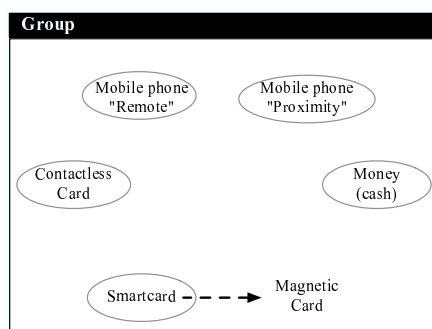 Group
Mobile phone
"Remote"
Mobile phone
"Proximity"
Contactless
Card
Money
(cash)
Smartcard
Magnetic
Card